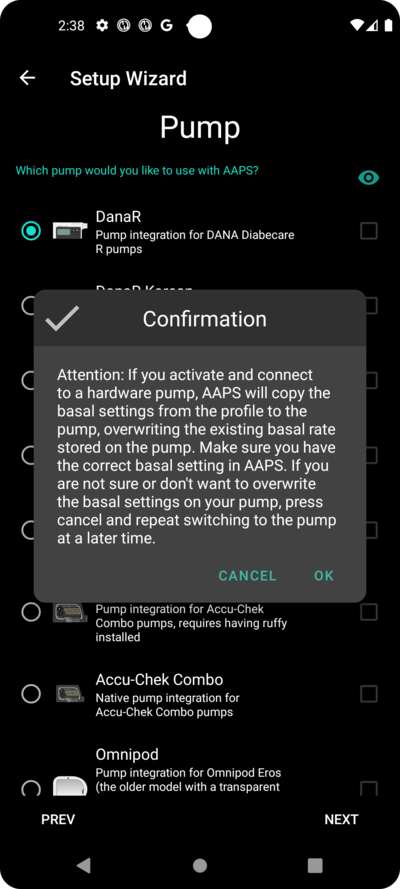 2:38
Setup Wizard
Pump
Which pump would you like to use with AAPS?
DanaR
Pump integration for DANA Diabecare
R pumps
Confirmation
Attention: If you activate and connect
to a hardware pump, AAPS will copy the
basal settings from the profile to the
pump, overwriting the existing basal rate
stored on the pump. Make sure you have
the correct basal setting in AAPS. If you
are not sure or don't want to overwrite
the basal settings on your pump, press
cancel and repeat switching to the pump
at a later time.
CANCEL OK
Pump integration for Accu-Chek
Combo pumps, requires having ruffy
installed
Accu-Chek Combo
Native pump integration for
Accu-Chek Combo pumps
Omnipod
Pump integration for Omnipod Eros
(the older model with a transparent
PREV NEXT